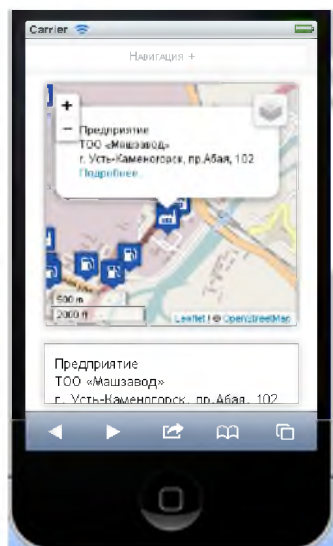 Carrier
Навигация +
+
−
Предприятие
ТОО «Машзавод»
г. Усть-Каменогорск, пр.Абая, 102
Подробнее..
500 m
2000 ft
Leaflet | © OpenStreetMap
Предприятие
ТОО «Машзавод»
г. Усть-Каменогорск, пр.Абая, 102